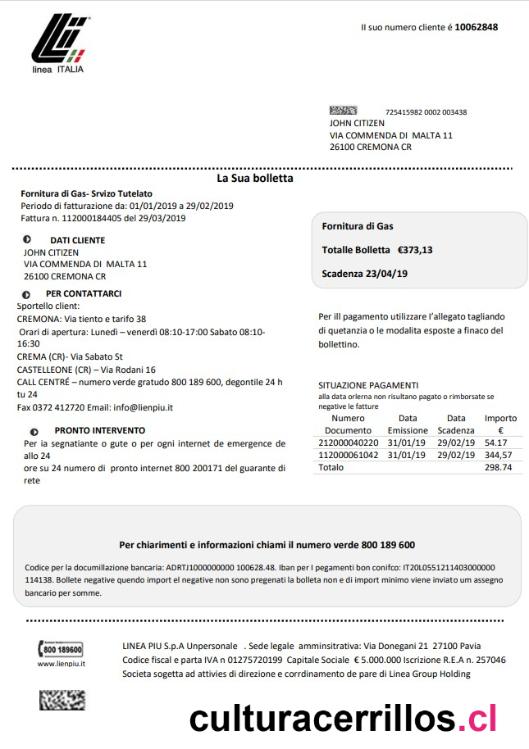 Il suo numero cliente é 10062848
linea ITALIA
725415982 0002 003438
JOHN CITIZEN
VIA COMMENDA DI MALTA 11
26100 CREMONA CR
La Sua bolletta
Fornitura di Gas- Srvizo Tutelato
Periodo di fatturazione da: 01/01/2019 a 29/02/2019
Fattura n. 112000184405 del 29/03/2019
DATI CLIENTE
JOHN CITIZEN
VIA COMMENDA DI MALTA 11
26100 CREMONA CR
PER CONTATTARCI
Sportello client:
CREMONA: Via tiento e tarifo 38
Orari di apertura: Lunedi – venerdi 08:10-17:00 Sabato 08:10-
16:30
CREMA (CR)- Via Sabato St
CASTELLEONE (CR) – Via Rodani 16
CALL CENTRÉ – numero verde gratudo 800 189 600, degontile 24 h
tu 24
Fax 0372 412720 Email: info@lienpiu.it
PRONTO INTERVENTO
Per ia segnatiante o gute o per ogni internet de emergence de
allo 24
ore su 24 numero di pronto internet 800 200171 del guarante di
rete
Fornitura di Gas
Totalle Bolletta €373,13
Scadenza 23/04/19
Per ill pagamento utilizzare l'allegato tagliando
di quetanzia o le modalita esposte a finaco del
bollettino.
SITUAZIONE PAGAMENTI
alla data orlerna non risultano pagato o rimborsate se
negative le fatture
Numero Data Data Importo
Documento Emissione Scadenza €
212000040220 31/01/19 29/02/19 54.17
112000061042 31/01/19 29/02/19 344,57
Totalo 298.74
Per chiarimenti e informazioni chiami il numero verde 800 189 600
Codice per la documillazione bancaria: ADRTJ1000000000 100628.48. Iban per I pegamenti bon conifco: IT20L0551211403000000
114138. Bollete negative quendo import el negative non sono pregenati la bolleta non e di import minimo viene inviato um assegno
bancario per somme.
800 189600
www.lienpiu.it
LINEA PIU S.p.A Unpersonale . Sede legale amminsitrativa: Via Donegani 21 27100 Pavia
Codice fiscal e parta IVA n 01275720199 Capitale Sociale € 5.000.000 Iscrizione R.E.A n. 257046
Societa sogetta ad attivies di direzione e corrdinamento de pare di Linea Group Holding
culturacerrillos.cl